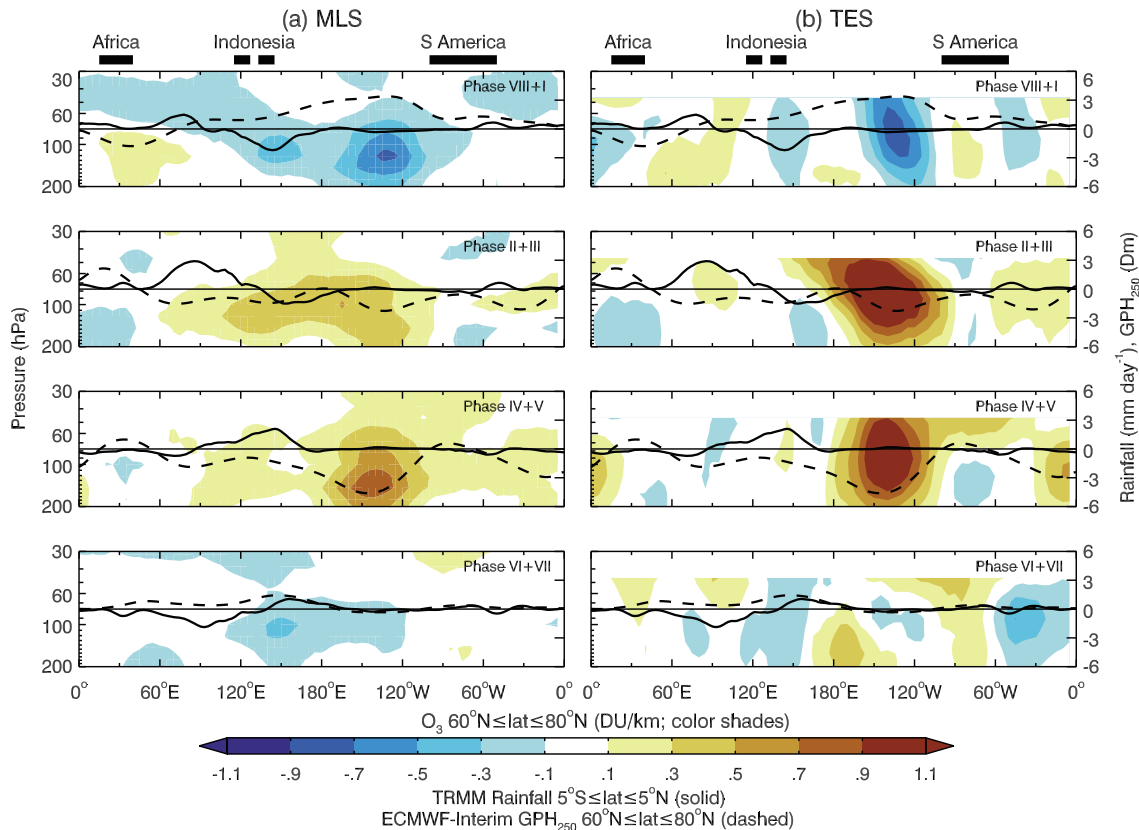 (a) MLS
(b) TES
Africa
Indonesia
S America
Africa
Indonesia
S America
Phase VIII+I
30
60
100
200
Phase VIII+I
6
3
0
-3
-6
Phase II+III
30
60
100
200
Phase II+III
6
3
0
-3
-6
Phase IV+V
30
60
100
200
Phase IV+V
6
3
0
-3
-6
Phase VI+VII
30
60
100
200
Phase VI+VII
6
3
0
-3
-6
Pressure (hPa)
Rainfall (mm day⁻¹), GPH₂₅₀ (Dm)
0° 60°E 120°E 180°E 120°W 60°W 0° 60°E 120°E 180°E 120°W 60°W 0°
O₃ 60°N≤lat≤80°N (DU/km; color shades)
-1.1 -.9 -.7 -.5 -.3 -.1 .1 .3 .5 .7 .9 1.1
TRMM Rainfall 5°S≤lat≤5°N (solid)
ECMWF-Interim GPH₂₅₀ 60°N≤lat≤80°N (dashed)